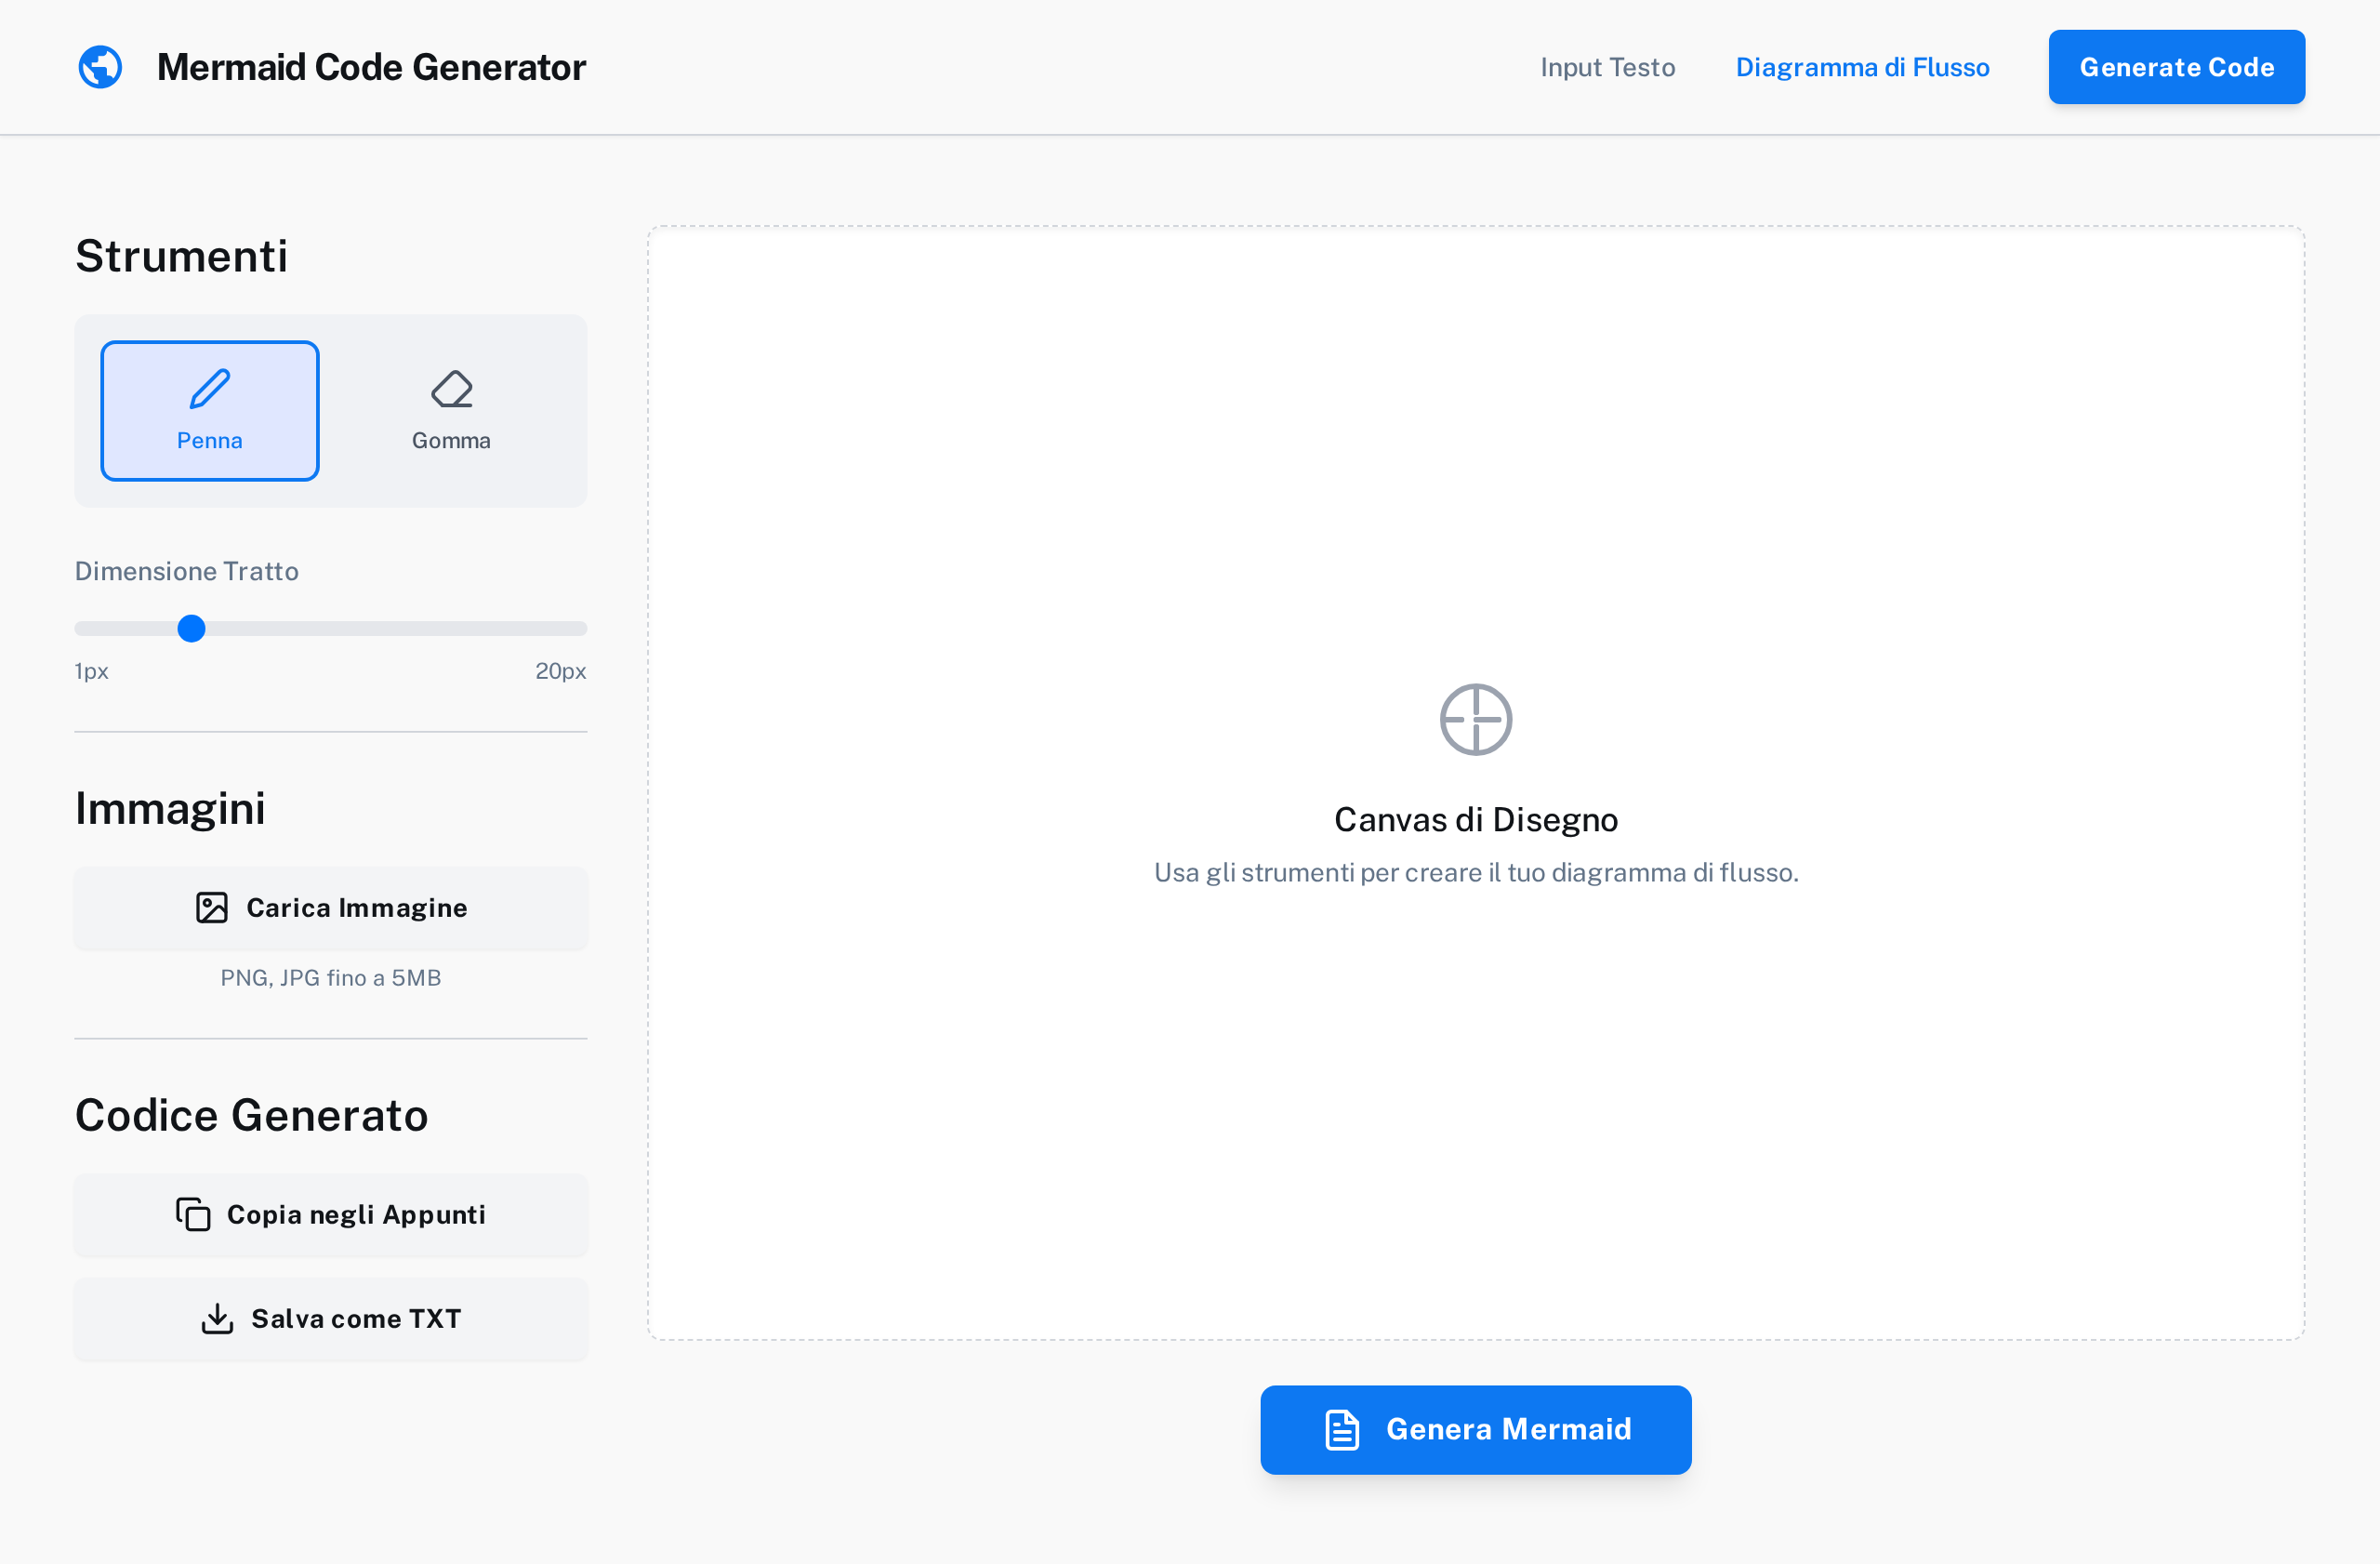 Mermaid Code Generator
Input Testo
Diagramma di Flusso
Generate Code
Strumenti
Penna
Gomma
Dimensione Tratto
1px
20px
Immagini
Carica Immagine
PNG, JPG fino a 5MB
Codice Generato
Copia negli Appunti
Salva come TXT
Canvas di Disegno
Usa gli strumenti per creare il tuo diagramma di flusso.
Genera Mermaid